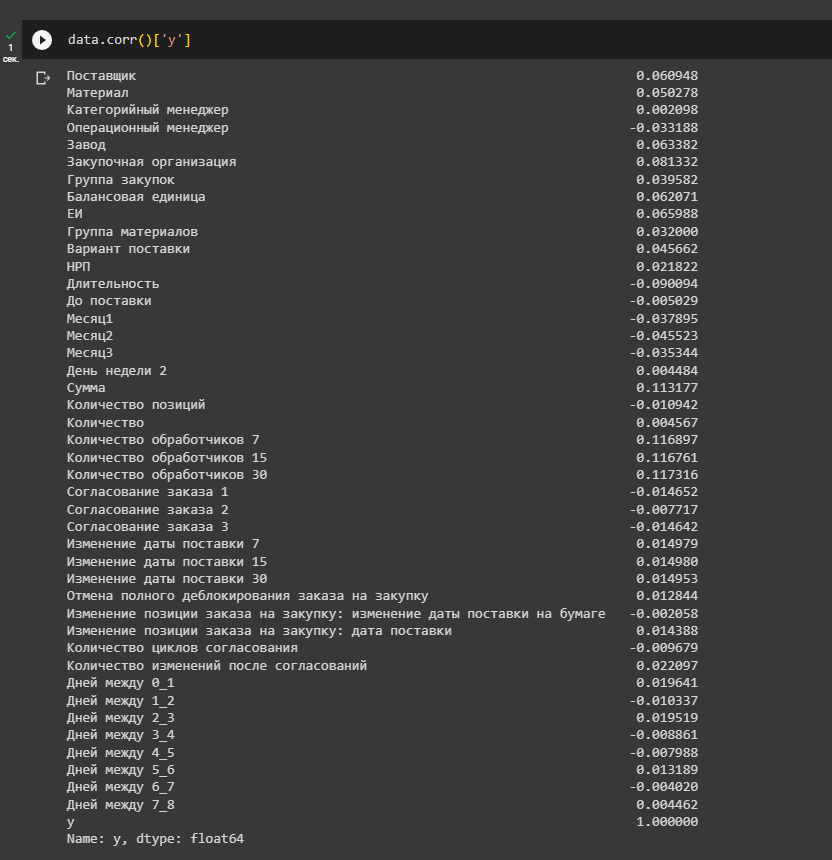 data.corr()['y']
1
сек.
Поставщик 0.060948
Материал 0.050278
Категорийный менеджер 0.002098
Операционный менеджер -0.033188
Завод 0.063382
Закупочная организация 0.081332
Группа закупок 0.039582
Балансовая единица 0.062071
ЕИ 0.065988
Группа материалов 0.032000
Вариант поставки 0.045662
НРП 0.021822
Длительность -0.090094
До поставки -0.005029
Месяц1 -0.037895
Месяц2 -0.045523
Месяц3 -0.035344
День недели 2 0.004484
Сумма 0.113177
Количество позиций -0.010942
Количество 0.004567
Количество обработчиков 7 0.116897
Количество обработчиков 15 0.116761
Количество обработчиков 30 0.117316
Согласование заказа 1 -0.014652
Согласование заказа 2 -0.007717
Согласование заказа 3 -0.014642
Изменение даты поставки 7 0.014979
Изменение даты поставки 15 0.014980
Изменение даты поставки 30 0.014953
Отмена полного деблокирования заказа на закупку 0.012844
Изменение позиции заказа на закупку: изменение даты поставки на бумаге -0.002058
Изменение позиции заказа на закупку: дата поставки 0.014388
Количество циклов согласования -0.009679
Количество изменений после согласований 0.022097
Дней между 0_1 0.019641
Дней между 1_2 -0.010337
Дней между 2_3 0.019519
Дней между 3_4 -0.008861
Дней между 4_5 -0.007988
Дней между 5_6 0.013189
Дней между 6_7 -0.004020
Дней между 7_8 0.004462
y 1.000000
Name: y, dtype: float64